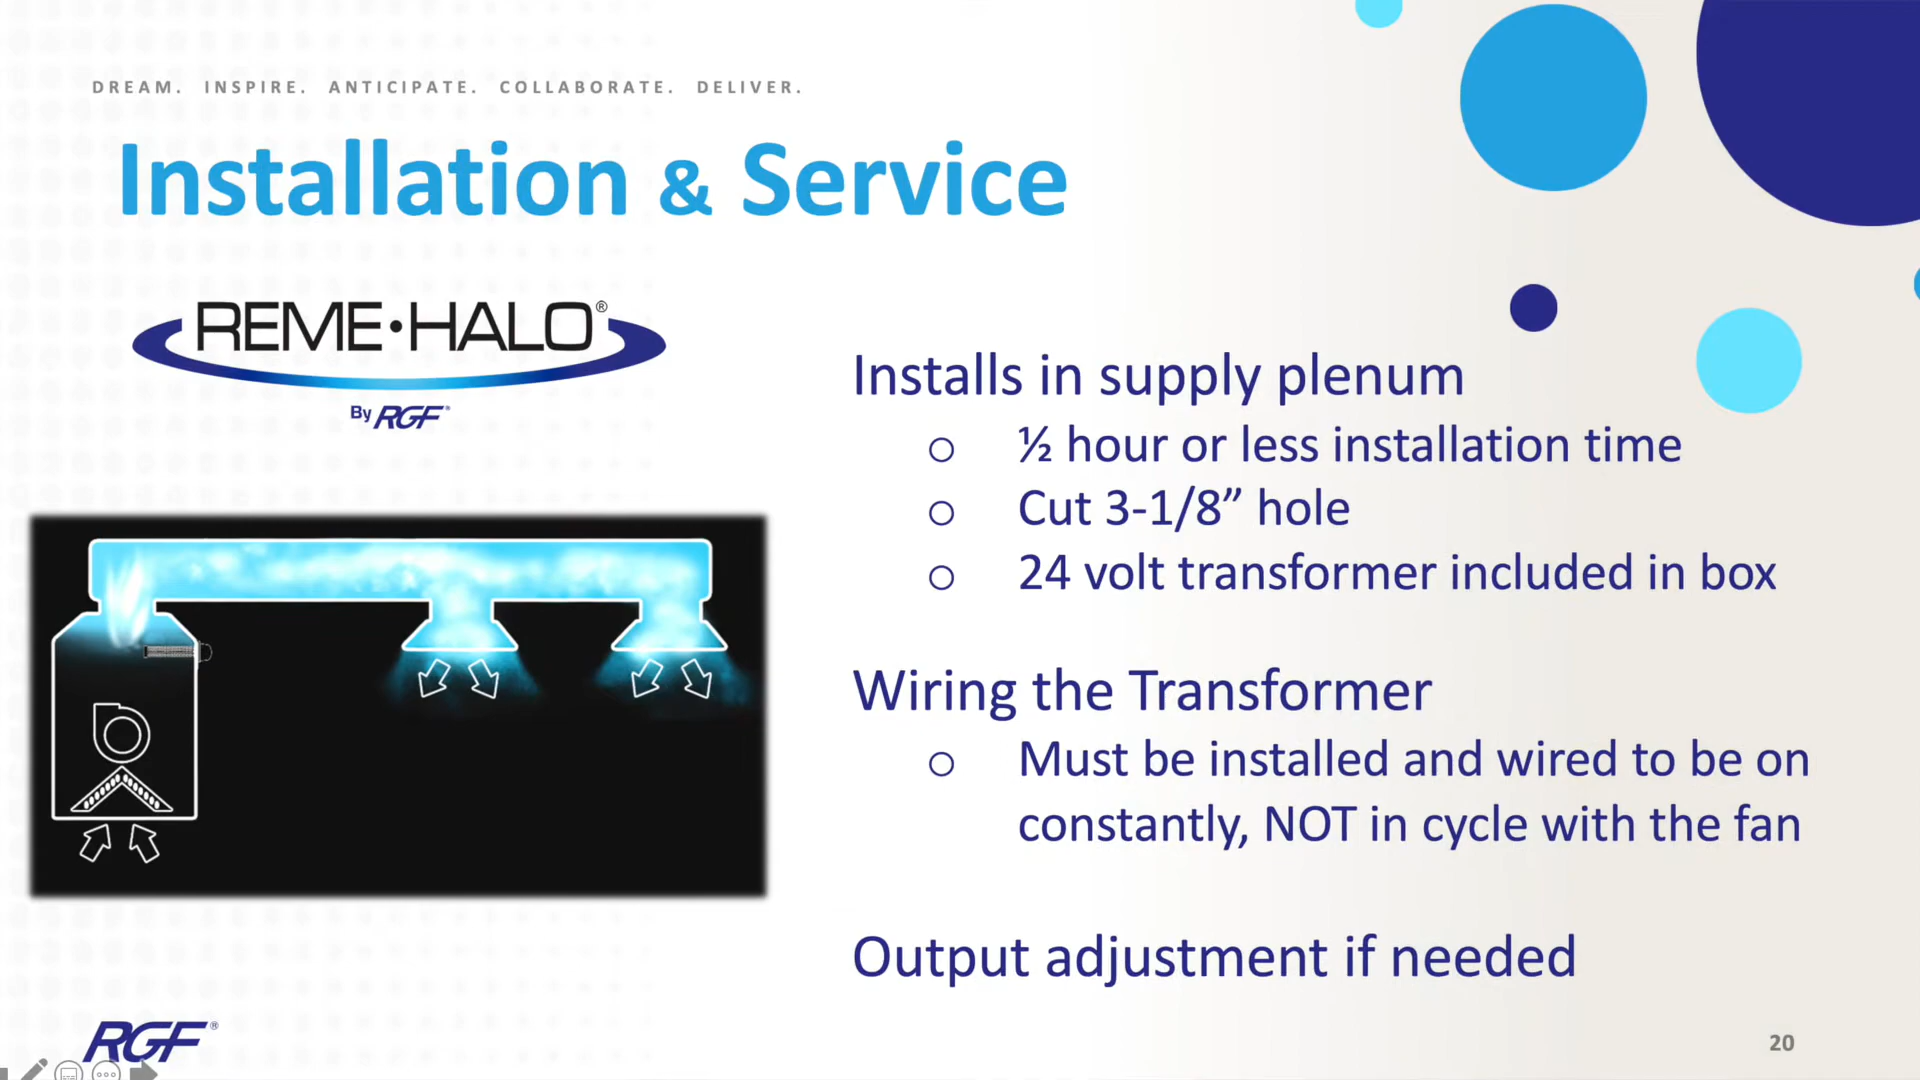 DREAM. INSPIRE. ANTICIPATE. COLLABORATE. DELIVER.
Installation & Service
REME•HALO®
By RGF®
Installs in supply plenum
○ ½ hour or less installation time
○ Cut 3-1/8” hole
○ 24 volt transformer included in box
Wiring the Transformer
○ Must be installed and wired to be on
constantly, NOT in cycle with the fan
Output adjustment if needed
RGF®
20